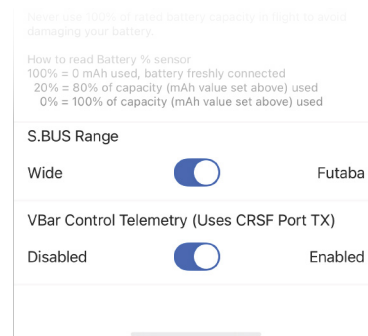 Never use 100% of rated battery capacity in flight to avoid
damaging your battery.
How to read Battery % sensor
100% = 0 mAh used, battery freshly connected
20% = 80% of capacity (mAh value set above) used
0% = 100% of capacity (mAh value set above) used
S.BUS Range
Wide Futaba
VBar Control Telemetry (Uses CRSF Port TX)
Disabled Enabled